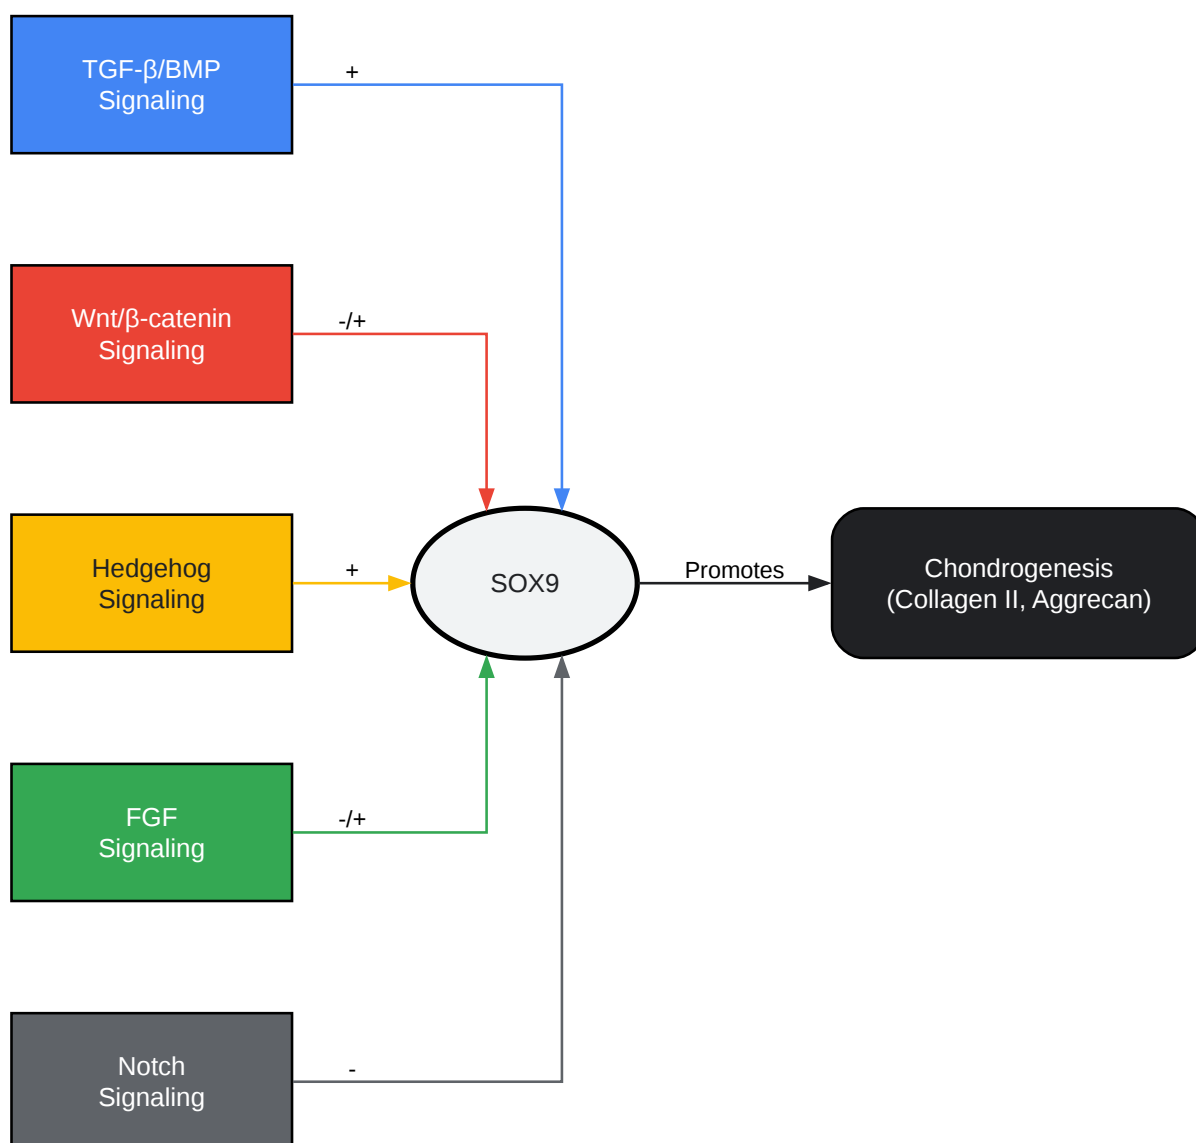 TGF-β/BMP
Signaling
+
Wnt/β-catenin
Signaling
-/+
Hedgehog
Signaling
+
SOX9
Promotes
Chondrogenesis
(Collagen II, Aggrecan)
FGF
Signaling
-/+
Notch
Signaling
-